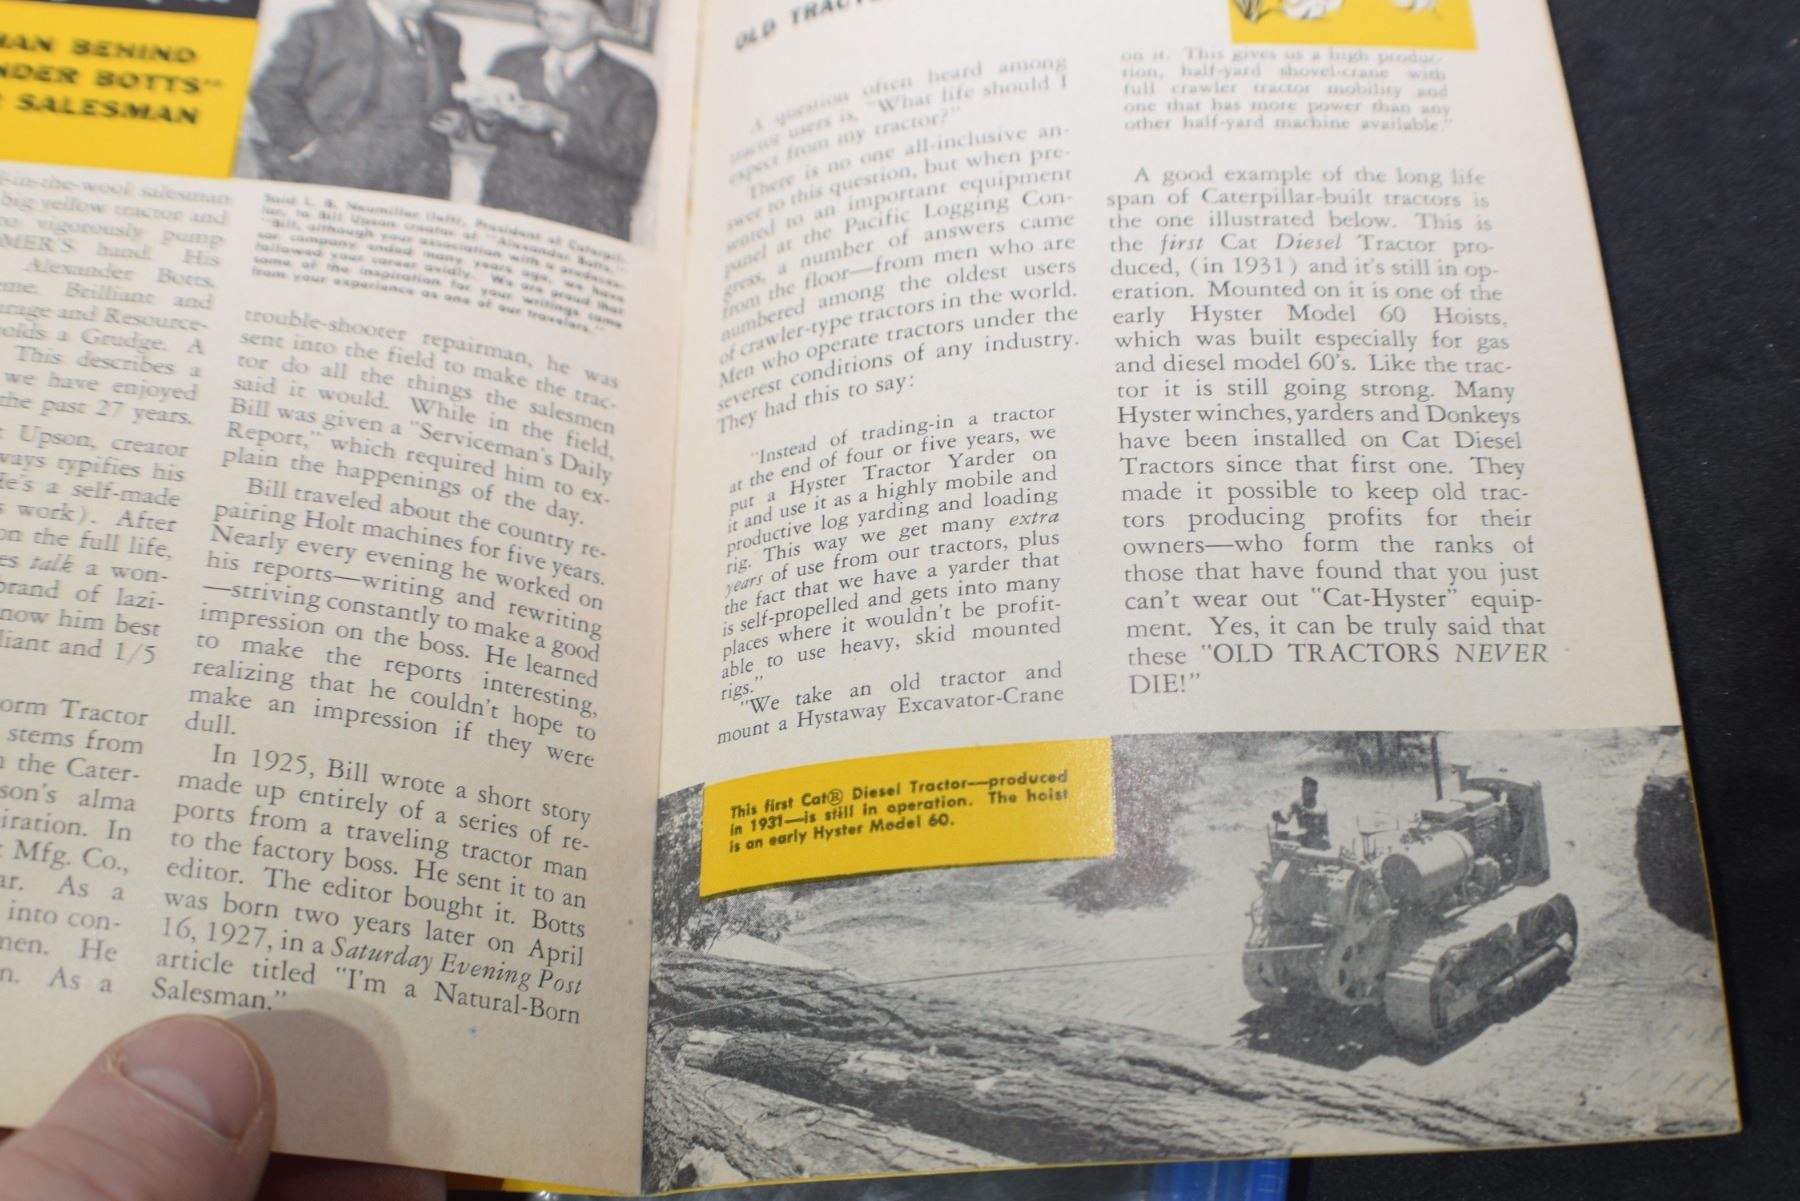 MAN BEHIND
NDER BOTTS"
SALESMAN
l-in-the-wool salesman
big yellow tractor and
to vigorously pump
MER'S hand. His
Alexander Botts.
me. Brilliant and
urage and Resource-
olds a Grudge. A
This describes a
we have enjoyed
the past 27 years.
Upson, creator
ways typifies his
He's a self-made
work). After
on the full life,
es talk a won-
brand of lazi-
now him best
liant and 1/5
orm Tractor
stems from
the Cater-
son's alma
iration. In
Mfg. Co.,
ar. As a
into con-
men. He
n. As a
Said L. B. Neumiller (left), President of Caterpil-
lar, to Bill Upson creator of "Alexander Botts,"
"Bill, although your association with a predeces-
sor company ended many years ago, we have
followed your career avidly. We are proud that
some of the inspiration for your writings came
from your experience as one of our travelers."
trouble-shooter repairman, he was
sent into the field to make the trac-
tor do all the things the salesmen
said it would. While in the field,
Bill was given a "Serviceman's Daily
Report," which required him to ex-
plain the happenings of the day.
Bill traveled about the country re-
pairing Holt machines for five years.
Nearly every evening he worked on
his reports—writing and rewriting
—striving constantly to make a good
impression on the boss. He learned
to make the reports interesting,
realizing that he couldn't hope to
make an impression if they were
dull.
In 1925, Bill wrote a short story
made up entirely of a series of re-
ports from a traveling tractor man
to the factory boss. He sent it to an
editor. The editor bought it. Botts
was born two years later on April
16, 1927, in a Saturday Evening Post
article titled "I'm a Natural-Born
Salesman."
OLD TRACTO
A question often heard among
tractor users is, "What life should I
expect from my tractor?"
There is no one all-inclusive an-
swer to this question, but when pre-
sented to an important equipment
panel at the Pacific Logging Con-
gress, a number of answers came
from the floor—from men who are
numbered among the oldest users
of crawler-type tractors in the world.
Men who operate tractors under the
severest conditions of any industry.
They had this to say:
"Instead of trading-in a tractor
at the end of four or five years, we
put a Hyster Tractor Yarder on
it and use it as a highly mobile and
productive log yarding and loading
rig. This way we get many extra
years of use from our tractors, plus
the fact that we have a yarder that
is self-propelled and gets into many
places where it wouldn't be profit-
able to use heavy, skid mounted
rigs."
"We take an old tractor and
mount a Hystaway Excavator-Crane
on it. This gives us a high produc-
tion, half-yard shovel-crane with
full crawler tractor mobility and
one that has more power than any
other half-yard machine available."
A good example of the long life
span of Caterpillar-built tractors is
the one illustrated below. This is
the first Cat Diesel Tractor pro-
duced, (in 1931) and it's still in op-
eration. Mounted on it is one of the
early Hyster Model 60 Hoists,
which was built especially for gas
and diesel model 60's. Like the trac-
tor it is still going strong. Many
Hyster winches, yarders and Donkeys
have been installed on Cat Diesel
Tractors since that first one. They
made it possible to keep old trac-
tors producing profits for their
owners—who form the ranks of
those that have found that you just
can't wear out "Cat-Hyster" equip-
ment. Yes, it can be truly said that
these "OLD TRACTORS NEVER
DIE!"
This first Cat® Diesel Tractor—produced
in 1931—is still in operation. The hoist
is an early Hyster Model 60.